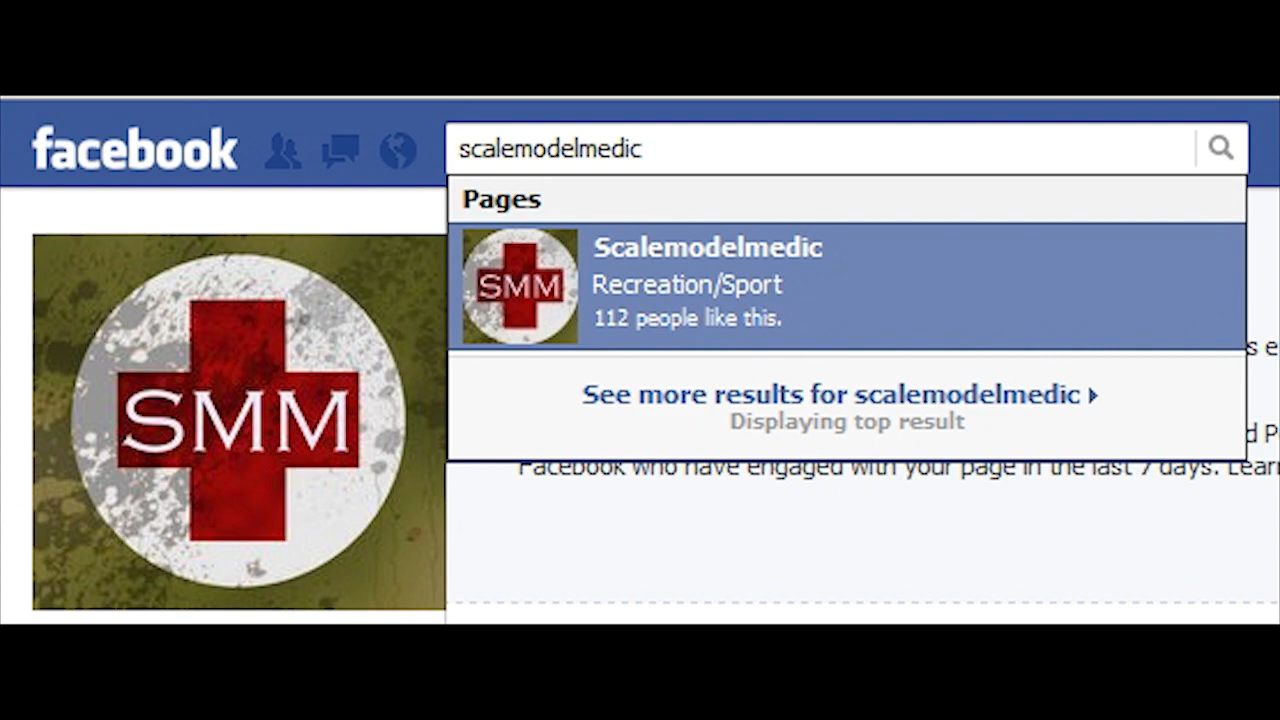 facebook
scalemodelmedic
Pages
SMM
Scalemodelmedic
Recreation/Sport
112 people like this.
SMM
See more results for scalemodelmedic
Displaying top result
Facebook who have engaged with your page in the last 7 days. Learn